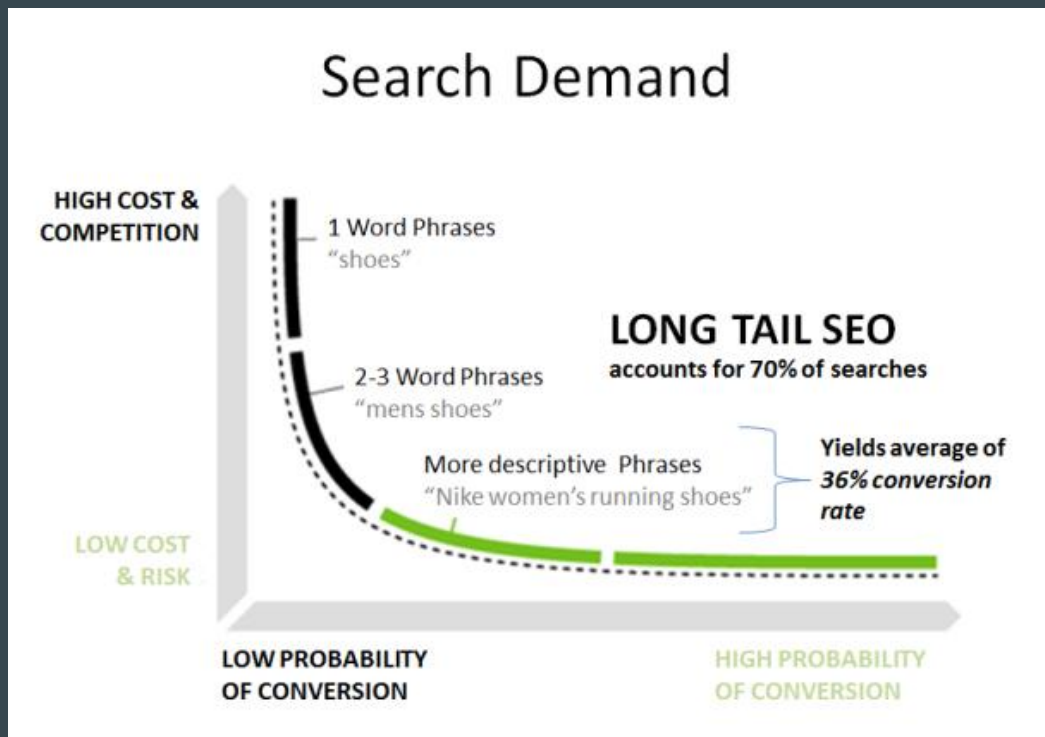 Search Demand
HIGH COST &
COMPETITION
1 Word Phrases
“shoes”
LONG TAIL SEO
accounts for 70% of searches
2-3 Word Phrases
“mens shoes”
More descriptive Phrases
“Nike women’s running shoes”
Yields average of
36% conversion
rate
LOW COST
& RISK
LOW PROBABILITY
OF CONVERSION
HIGH PROBABILITY
OF CONVERSION